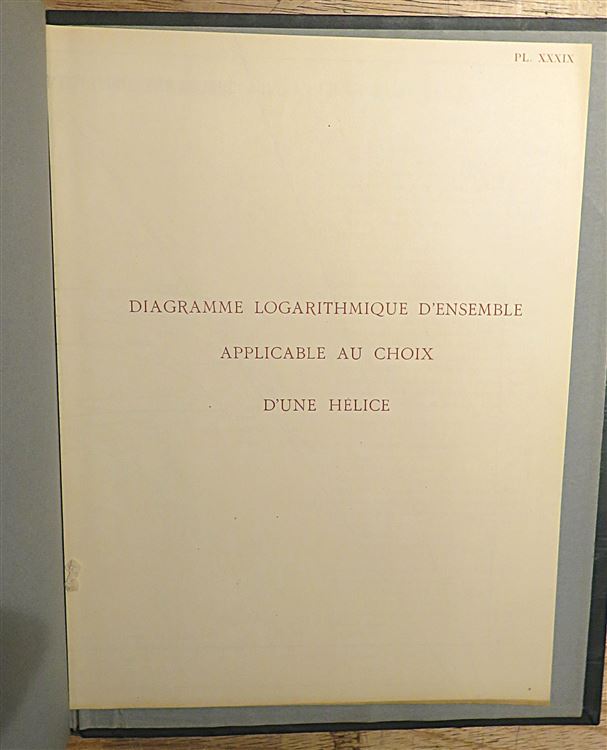 PL. XXXIX
DIAGRAMME LOGARITHMIQUE D'ENSEMBLE
APPLICABLE AU CHOIX
D'UNE HÉLICE